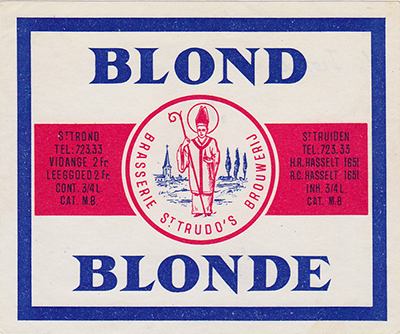 BLOND
ST TROND
TEL: 723.33
VIDANGE 2 Fr.
LEEGGOED 2 Fr.
CONT. 3/4 L
CAT. M.B.
BRASSERIE ST TRUDO'S BROUWERIJ
ST TRUIDEN
TEL: 723.33
H.R. HASSELT 1651
R.C. HASSELT 1651
INH. 3/4 L
CAT. M.B
BLONDE